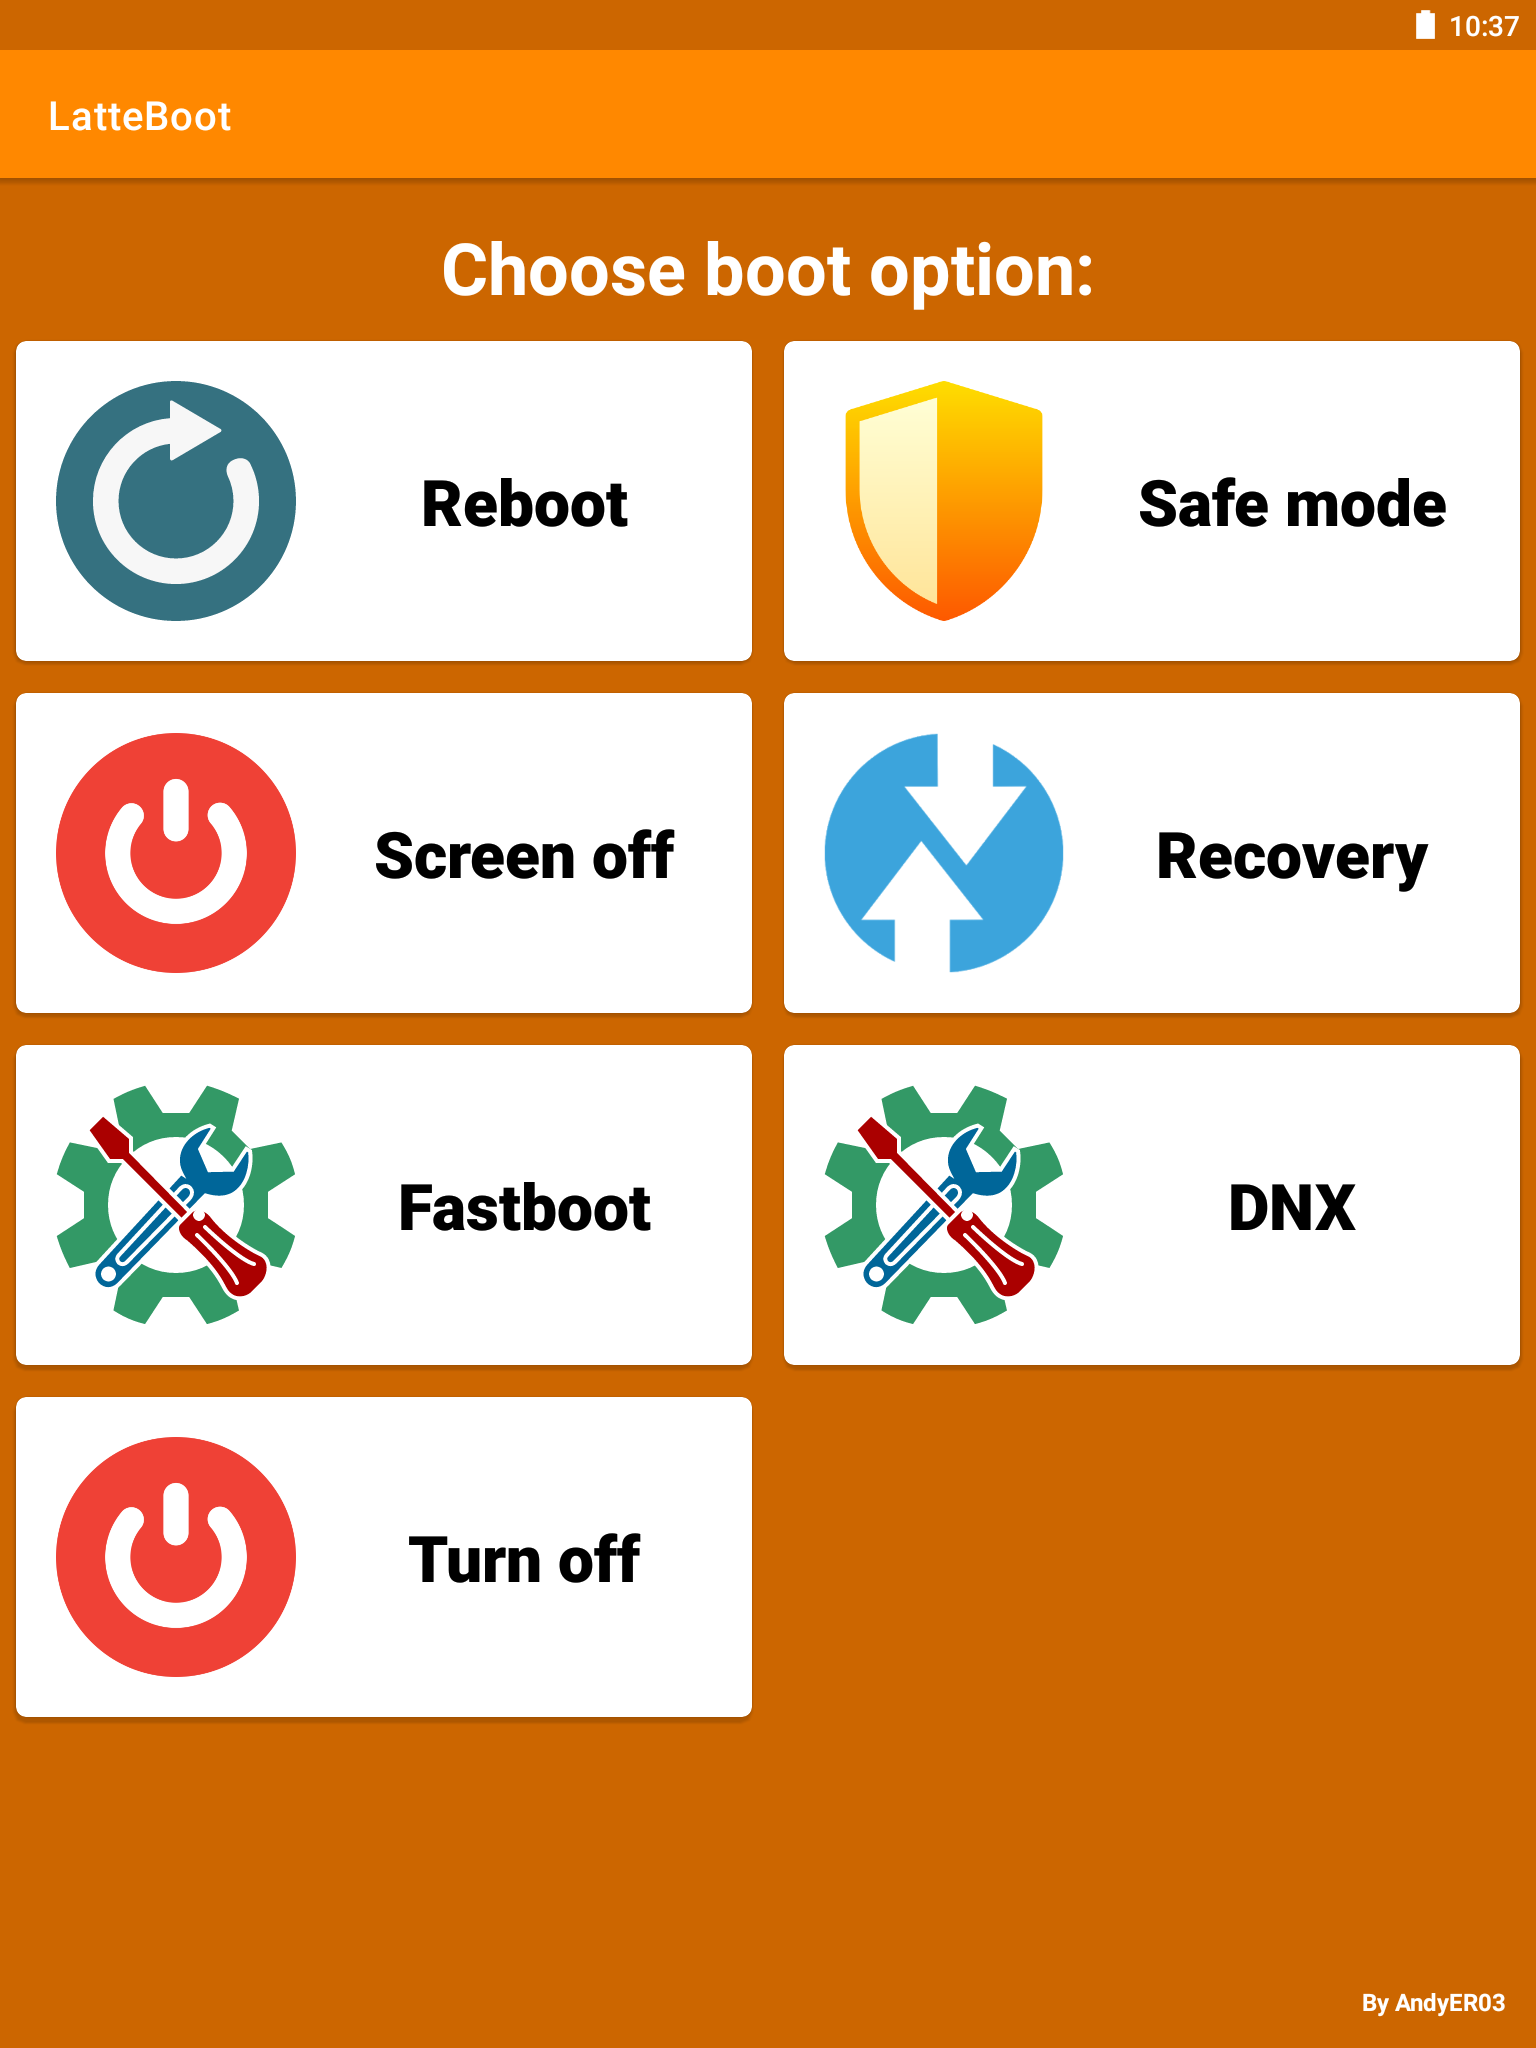 10:37
LatteBoot
Choose boot option:
Reboot
Safe mode
Screen off
Recovery
Fastboot
DNX
Turn off
By AndyER03